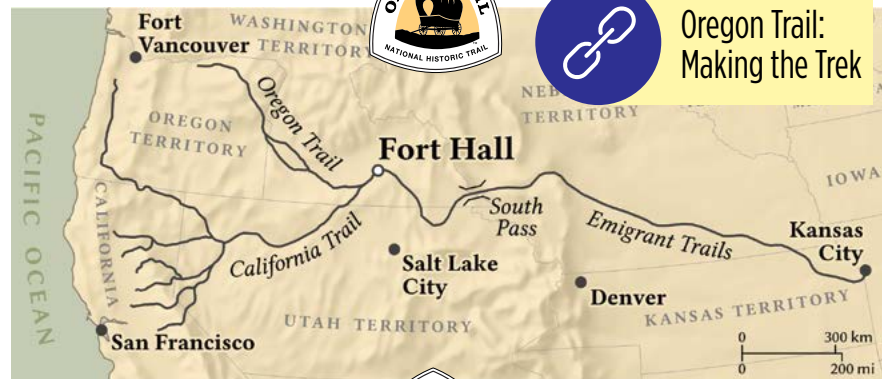 Fort
Vancouver
WASHINGTON
TERRITORY
NATIONAL HISTORIC TRAIL
Oregon Trail:
Making the Trek
TERRITORY
OREGON
TERRITORY
Oregon Trail
Fort Hall
IOWA
PACIFIC OCEAN
CALIFORNIA
South
Pass
Emigrant Trails
Kansas
City
California Trail
Salt Lake
City
Denver
KANSAS TERRITORY
UTAH TERRITORY
San Francisco
0 300 km
0 200 mi